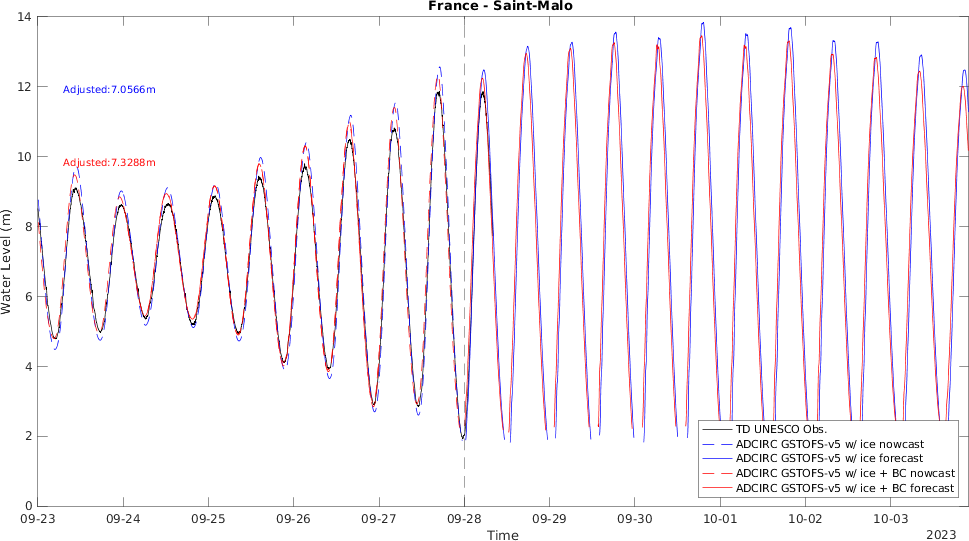 France - Saint-Malo
14
12
10
8
6
4
2
0
Water Level (m)
Adjusted:7.0566m
Adjusted:7.3288m
TD UNESCO Obs.
ADCIRC GSTOFS-v5 w/ ice nowcast
ADCIRC GSTOFS-v5 w/ ice forecast
ADCIRC GSTOFS-v5 w/ ice + BC nowcast
ADCIRC GSTOFS-v5 w/ ice + BC forecast
09-23 09-24 09-25 09-26 09-27 09-28 09-29 09-30 10-01 10-02 10-03
Time
2023